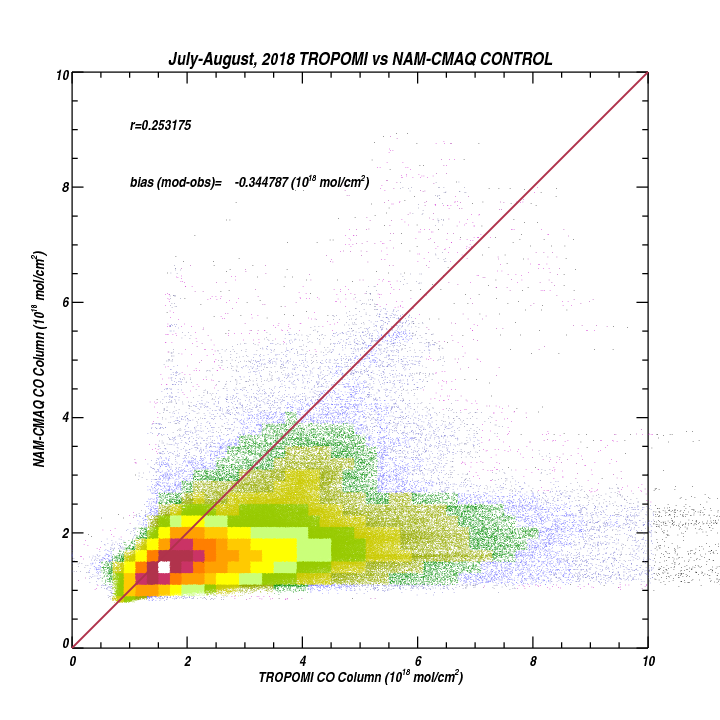 July-August, 2018 TROPOMI vs NAM-CMAQ CONTROL
10
r=0.253175
bias (mod-obs)= -0.344787 (10^18 mol/cm^2)
8
6
NAM-CMAQ CO Column (10^18 mol/cm^2)
4
2
0
0 2 4 6 8 10
TROPOMI CO Column (10^18 mol/cm^2)